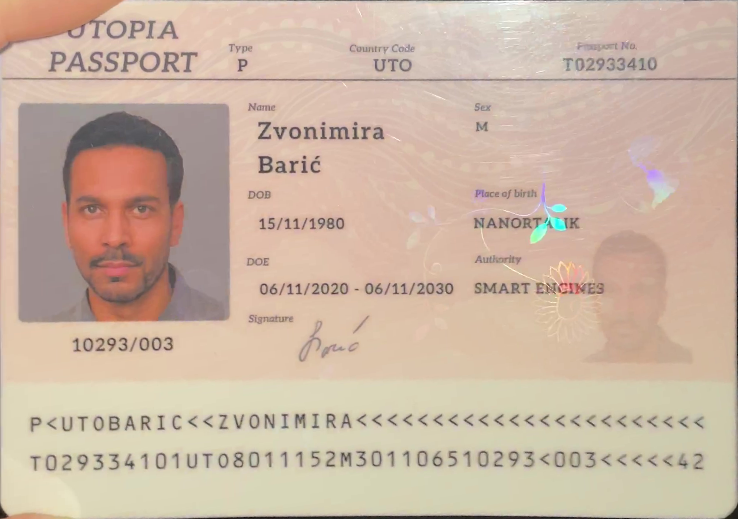 UTOPIA
PASSPORT
Type
P
Country Code
UTO
Passport No.
T02933410
Name
Zvonimira
Barić
Sex
M
DOB
15/11/1980
Place of birth
NANORTALIK
DOE
06/11/2020 - 06/11/2030
Authority
SMART ENGINES
Signature
10293/003
P<UTOBARIC<<ZVONIMIRA<<<<<<<<<<<<<<<<<<<<<<<
T029334101UTO8011152M301106510293<003<<<<<42